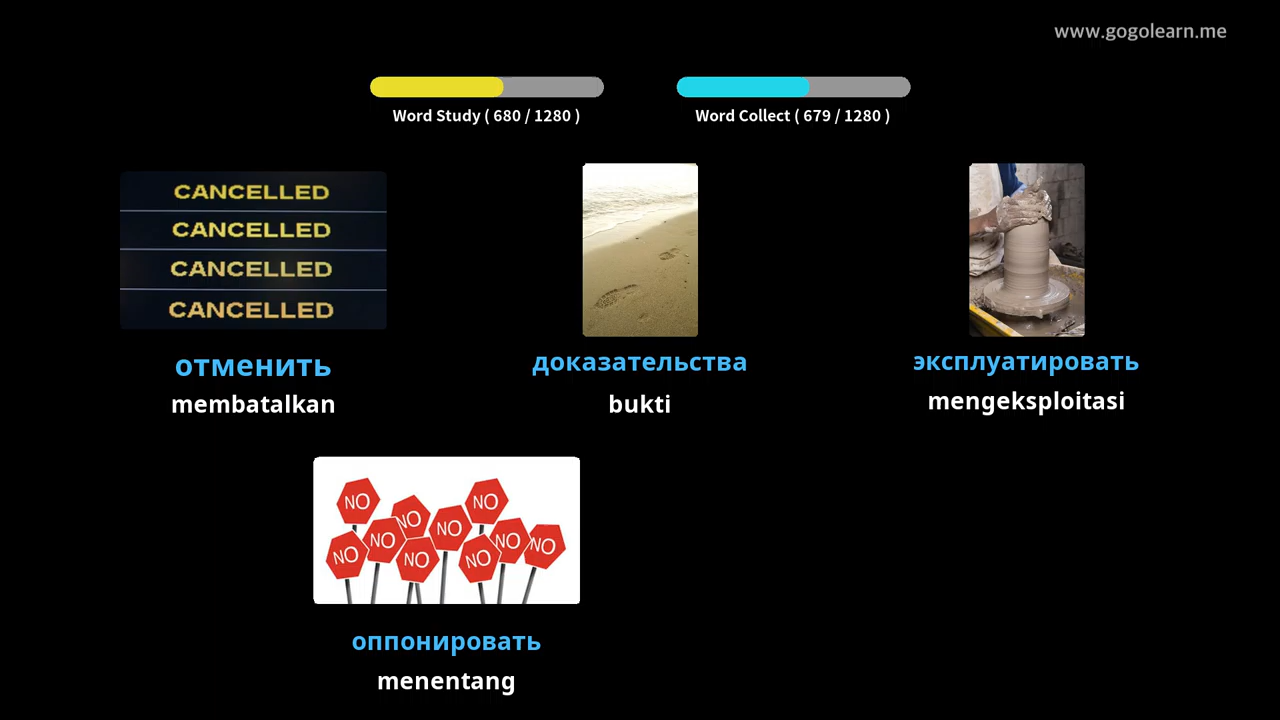 www.gogolearn.me
Word Study ( 680 / 1280 )
Word Collect ( 679 / 1280 )
CANCELLED
CANCELLED
CANCELLED
CANCELLED
отменить
membatalkan
доказательства
bukti
эксплуатировать
mengeksploitasi
NO
NO
NO
NO
NO
NO
NO
NO
NO
NO
оппонировать
menentang